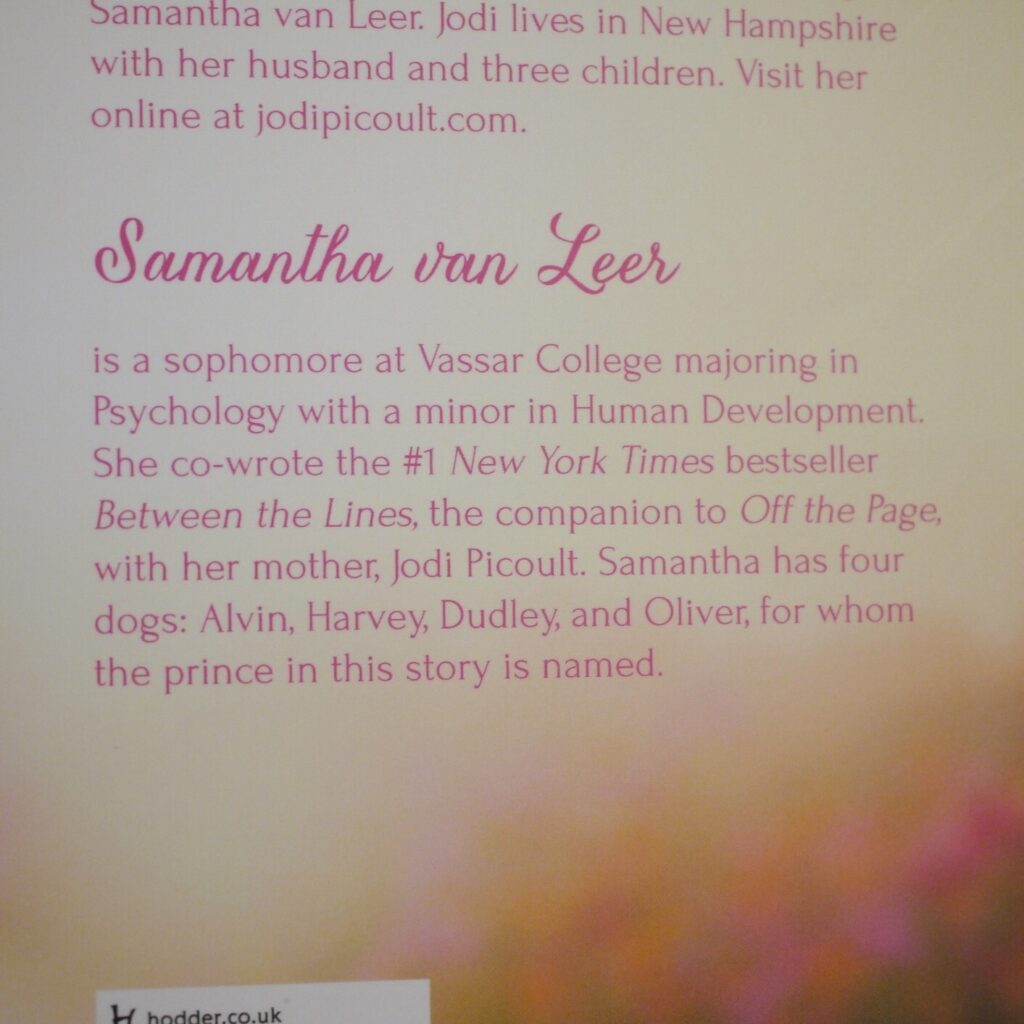 Samantha van Leer. Jodi lives in New Hampshire
with her husband and three children. Visit her
online at jodipicoult.com.
Samantha van Leer
is a sophomore at Vassar College majoring in
Psychology with a minor in Human Development.
She co-wrote the #1 New York Times bestseller
Between the Lines, the companion to Off the Page,
with her mother, Jodi Picoult. Samantha has four
dogs: Alvin, Harvey, Dudley, and Oliver, for whom
the prince in this story is named.
hodder.co.uk